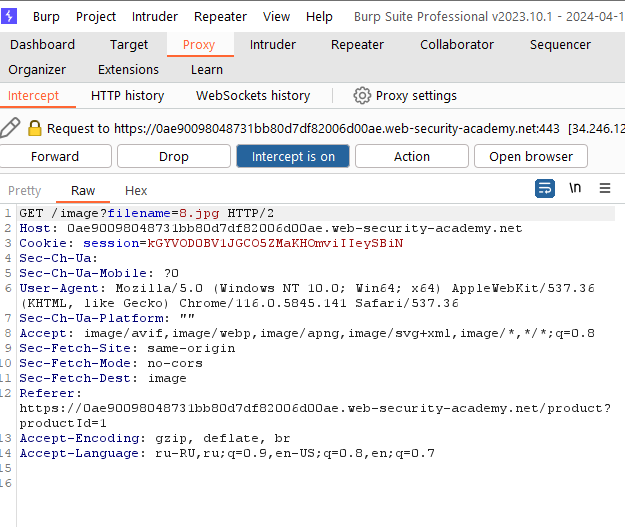 Burp Project Intruder Repeater View Help Burp Suite Professional v2023.10.1 - 2024-04-1
Dashboard Target Proxy Intruder Repeater Collaborator Sequencer
Organizer Extensions Learn
Intercept HTTP history WebSockets history Proxy settings
Request to https://0ae90098048731bb80d7df82006d00ae.web-security-academy.net:443 [34.246.12
Forward Drop Intercept is on Action Open browser
Pretty Raw Hex \n
1 GET /image?filename=8.jpg HTTP/2
2 Host: 0ae90098048731bb80d7df82006d00ae.web-security-academy.net
3 Cookie: session=kGYVOD0BV1JGCO5ZMaKHOmviIIeySBiN
4 Sec-Ch-Ua:
5 Sec-Ch-Ua-Mobile: ?0
6 User-Agent: Mozilla/5.0 (Windows NT 10.0; Win64; x64) AppleWebKit/537.36
(KHTML, like Gecko) Chrome/116.0.5845.141 Safari/537.36
7 Sec-Ch-Ua-Platform: ""
8 Accept: image/avif,image/webp,image/apng,image/svg+xml,image/*,*/*;q=0.8
9 Sec-Fetch-Site: same-origin
10 Sec-Fetch-Mode: no-cors
11 Sec-Fetch-Dest: image
12 Referer:
https://0ae90098048731bb80d7df82006d00ae.web-security-academy.net/product?
productId=1
13 Accept-Encoding: gzip, deflate, br
14 Accept-Language: ru-RU,ru;q=0.9,en-US;q=0.8,en;q=0.7
15
16